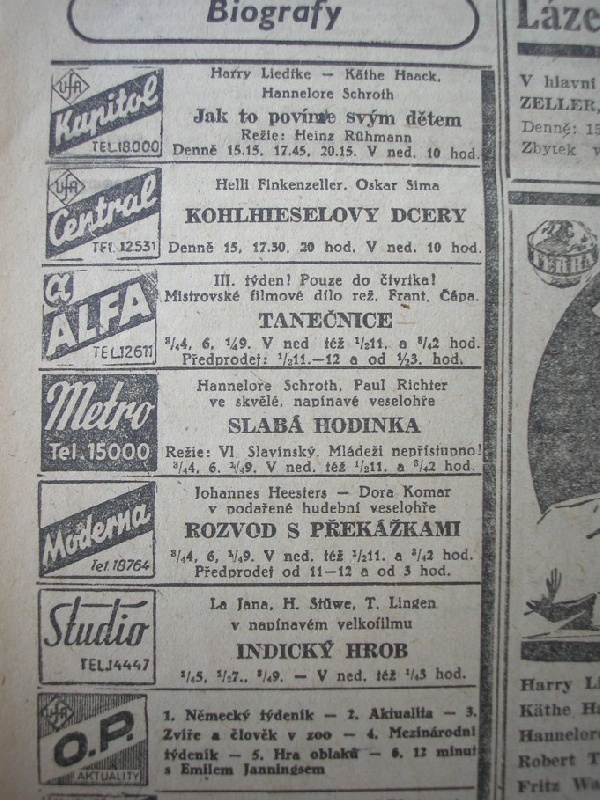 Biografy
UFA
Kapitol
TEL.18000
Harry Liedtke — Käthe Haack,
Hannelore Schroth
Jak to povíme svým dětem
Režie: Heinz Rühmann
Denně 15.15, 17.45, 20.15. V ned. 10 hod.
UFA
Central
TEL. 12531
Helli Finkenzeller, Oskar Sima
KOHLHIESELOVY DCERY
Denně 15, 17.30, 20 hod. V ned. 10 hod.
α
ALFA
TEL.12611
III. týden! Pouze do čtvrtka!
Mistrovské filmové dílo rež. Frant. Čápa.
TANEČNICE
¾4, 6, ¼9. V ned též ½11. a ¾2 hod.
Předprodej: ½11.—12 a od ½3. hod.
Metro
Tel. 15000
Hannelore Schroth, Paul Richter
ve skvělé, napínavé veselohře
SLABÁ HODINKA
Režie: Vl. Slavínský. Mládeži nepřístupno!
¾4, 6, ¼9. V ned. též ½11. a ¾2 hod.
Moderna
Tel. 18764
Johannes Heesters — Dora Komar
v podařené hudební veselohře
ROZVOD S PŘEKÁŽKAMI
¾4, 6, ¼9. V ned. též ½11. a ¾2 hod.
Předprodej od 11—12 a od 3 hod.
Studio
TEL.14447
La Jana, H. Stüwe, T. Lingen
v napínavém velkofilmu
INDICKÝ HROB
— V ned. též ¼3 hod.
UFA
O.P.
AKTUALITY
1. Německý týdeník — 2. Aktualita — 3.
Zvíře a člověk v zoo — 4. Mezinárodní
týdeník — 5. Hra oblaků — 6. 12 minut
s Emilem Janningsem
Láze
V hlavní
ZELLER,
Denně: 15
Zbytek v
Harry Li
Käthe Ha
Hannelore
Robert T
Fritz Wa